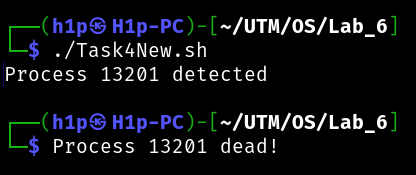 ┌──(h1p㉿H1p-PC)-[~/UTM/OS/Lab_6]
└─$ ./Task4New.sh
Process 13201 detected
┌──(h1p㉿H1p-PC)-[~/UTM/OS/Lab_6]
└─$ Process 13201 dead!